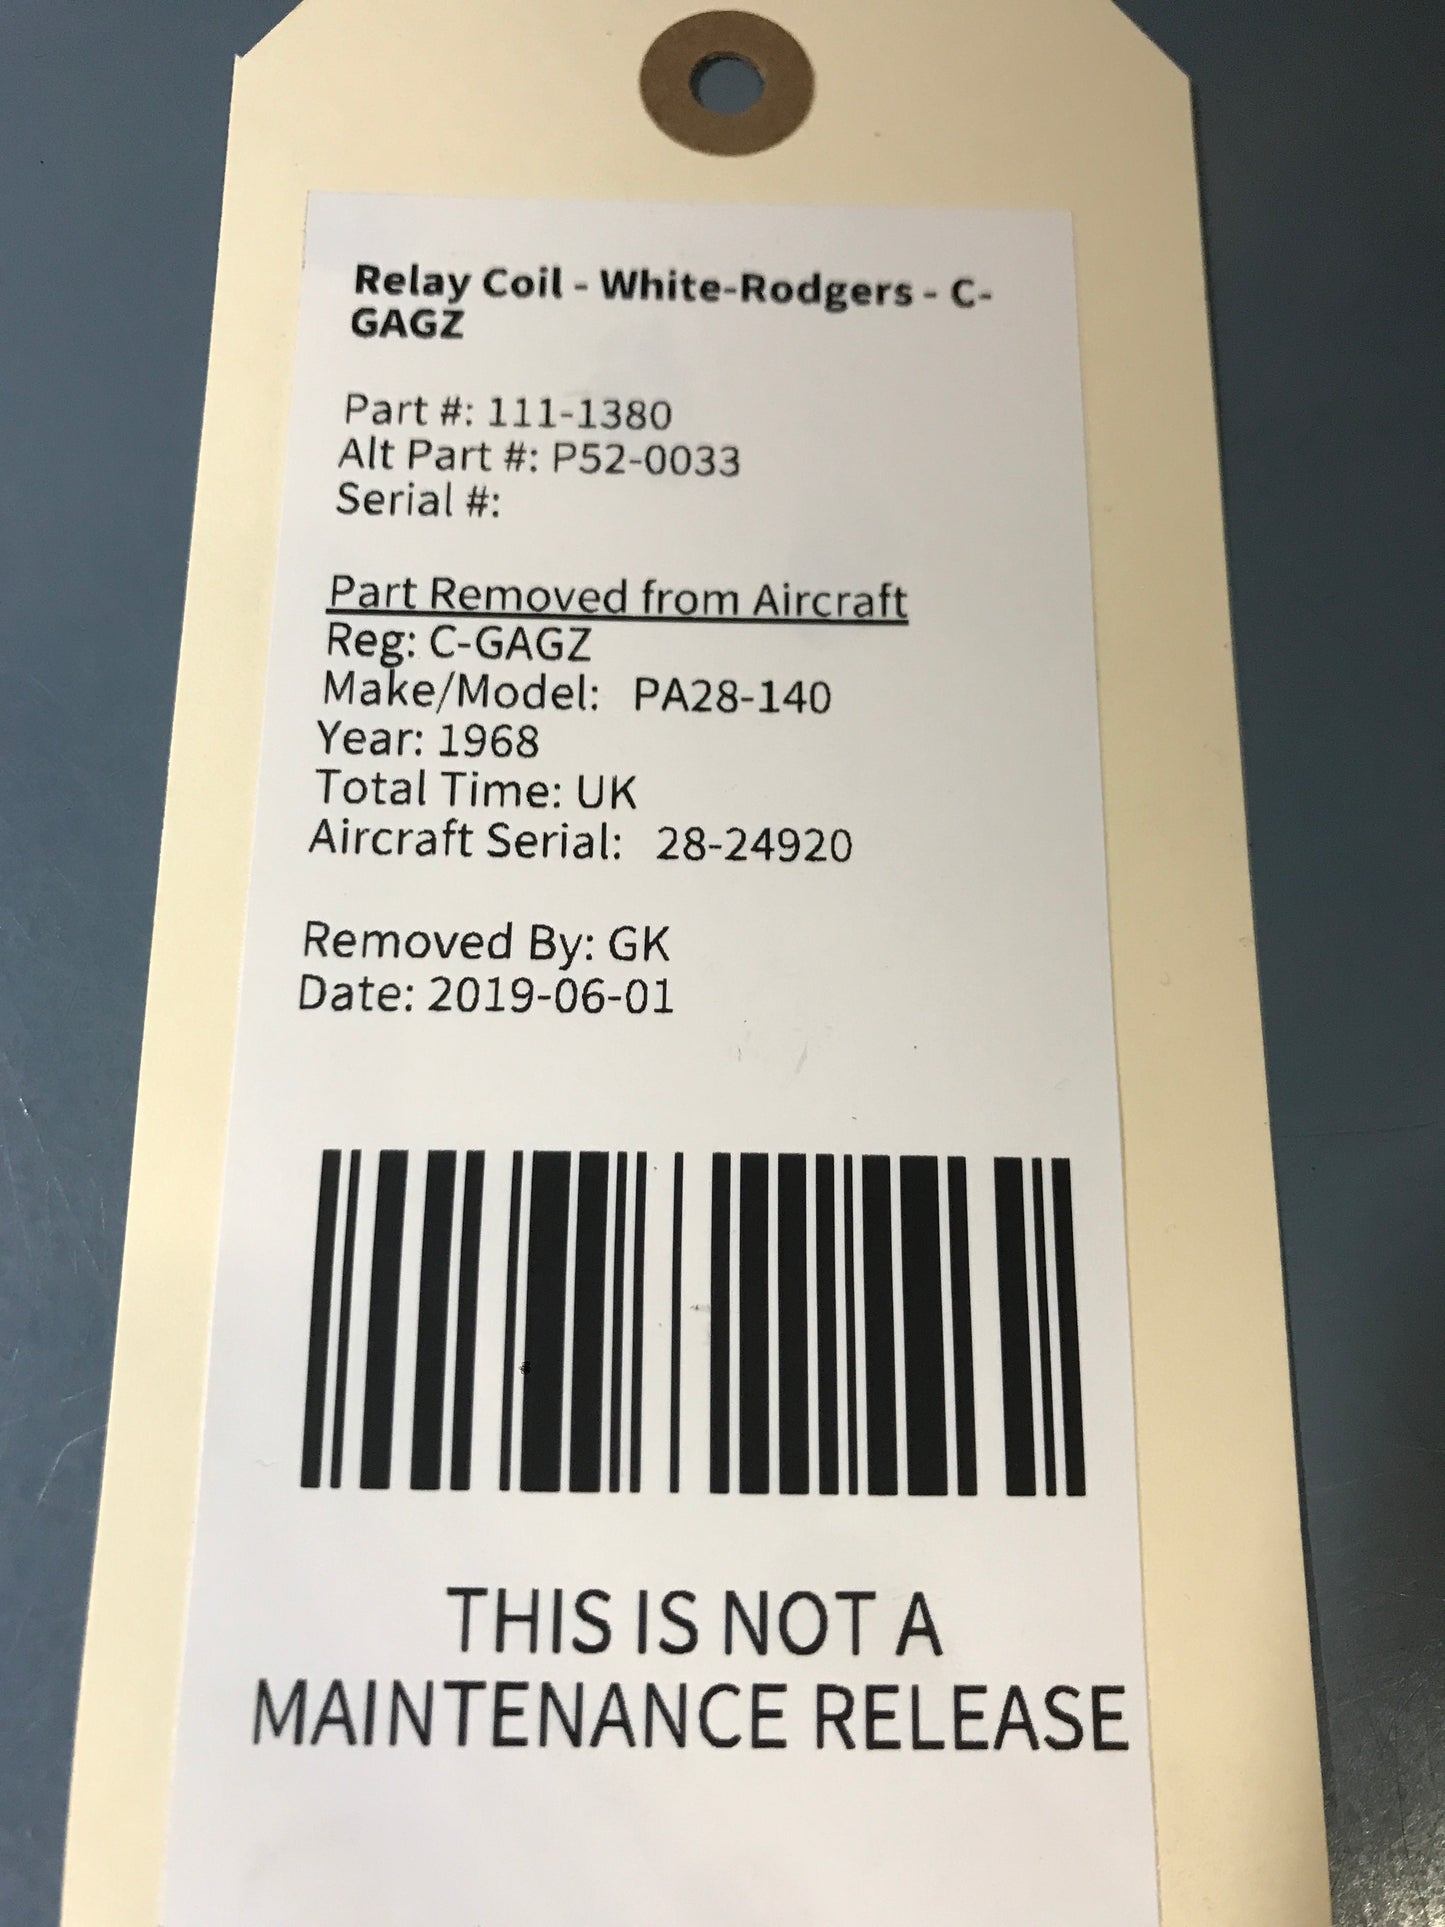 Relay Coil - White-Rodgers - C-
GAGZ
Part #: 111-1380
Alt Part #: P52-0033
Serial #:
Part Removed from Aircraft
Reg: C-GAGZ
Make/Model: PA28-140
Year: 1968
Total Time: UK
Aircraft Serial: 28-24920
Removed By: GK
Date: 2019-06-01
THIS IS NOT A
MAINTENANCE RELEASE